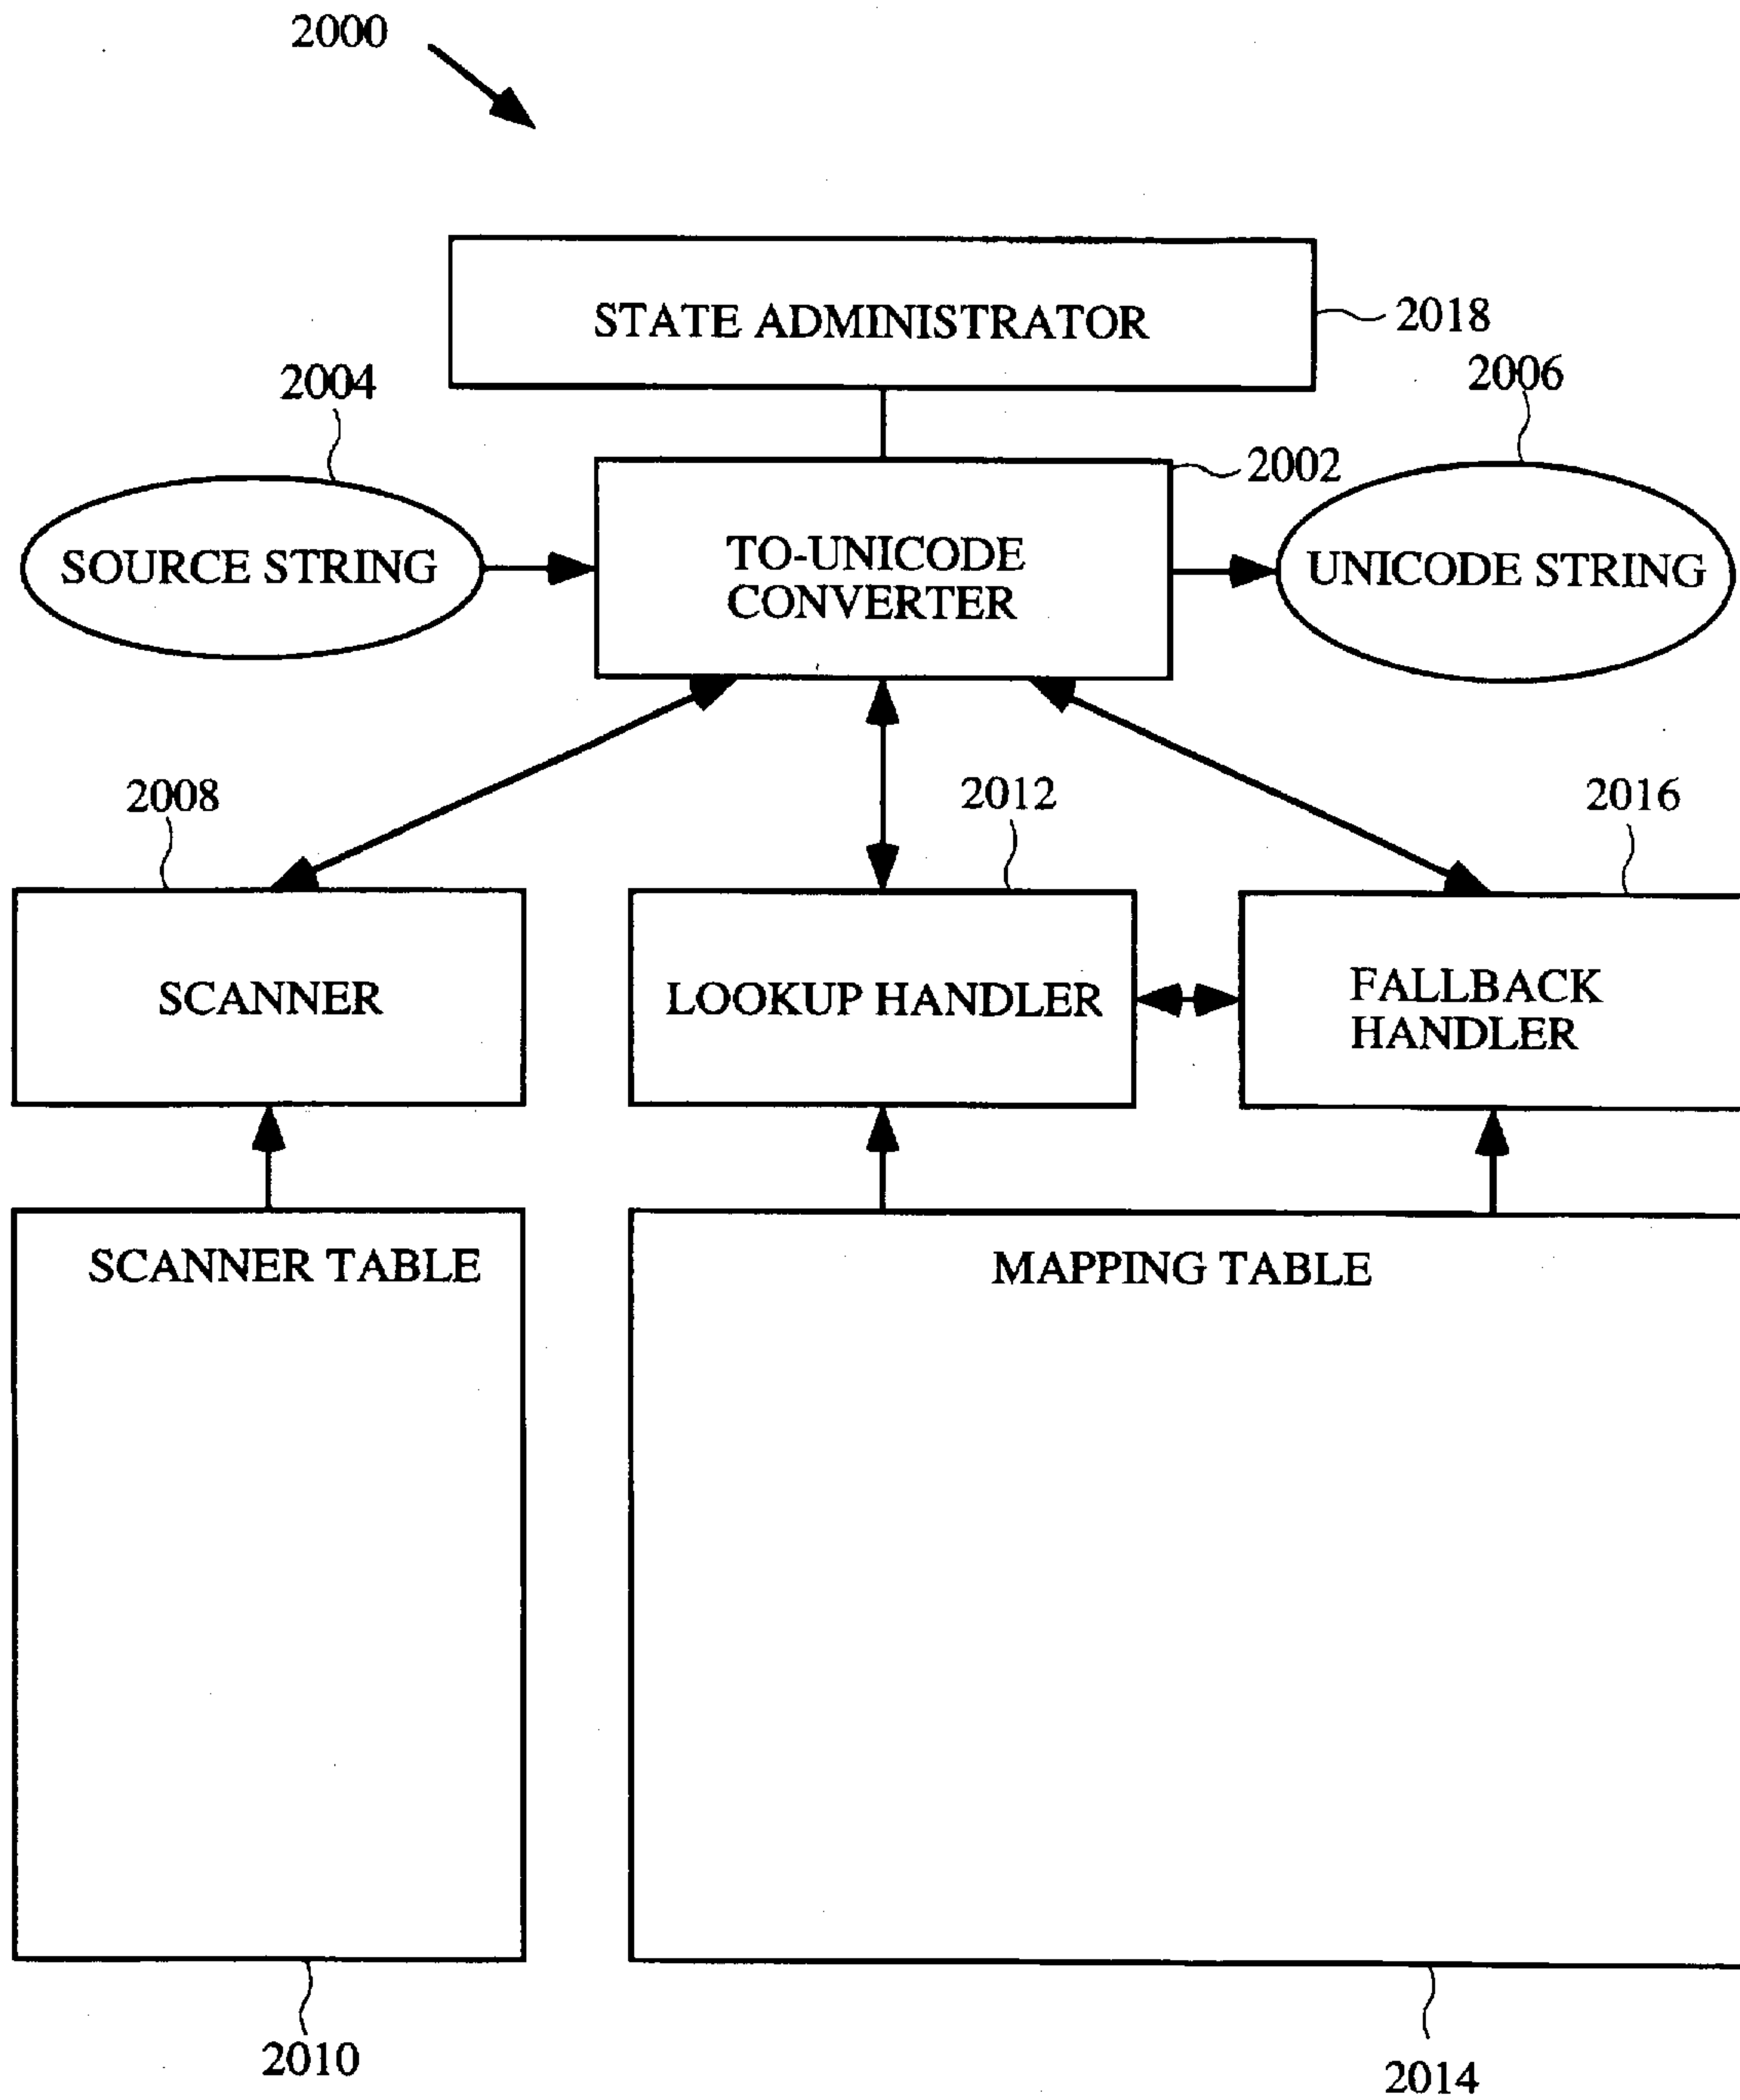 2000
STATE ADMINISTRATOR
2018
2004
2006
2002
SOURCE STRING
TO-UNICODE
CONVERTER
UNICODE STRING
2008
2012
2016
SCANNER
LOOKUP HANDLER
FALLBACK
HANDLER
SCANNER TABLE
MAPPING TABLE
2010
2014